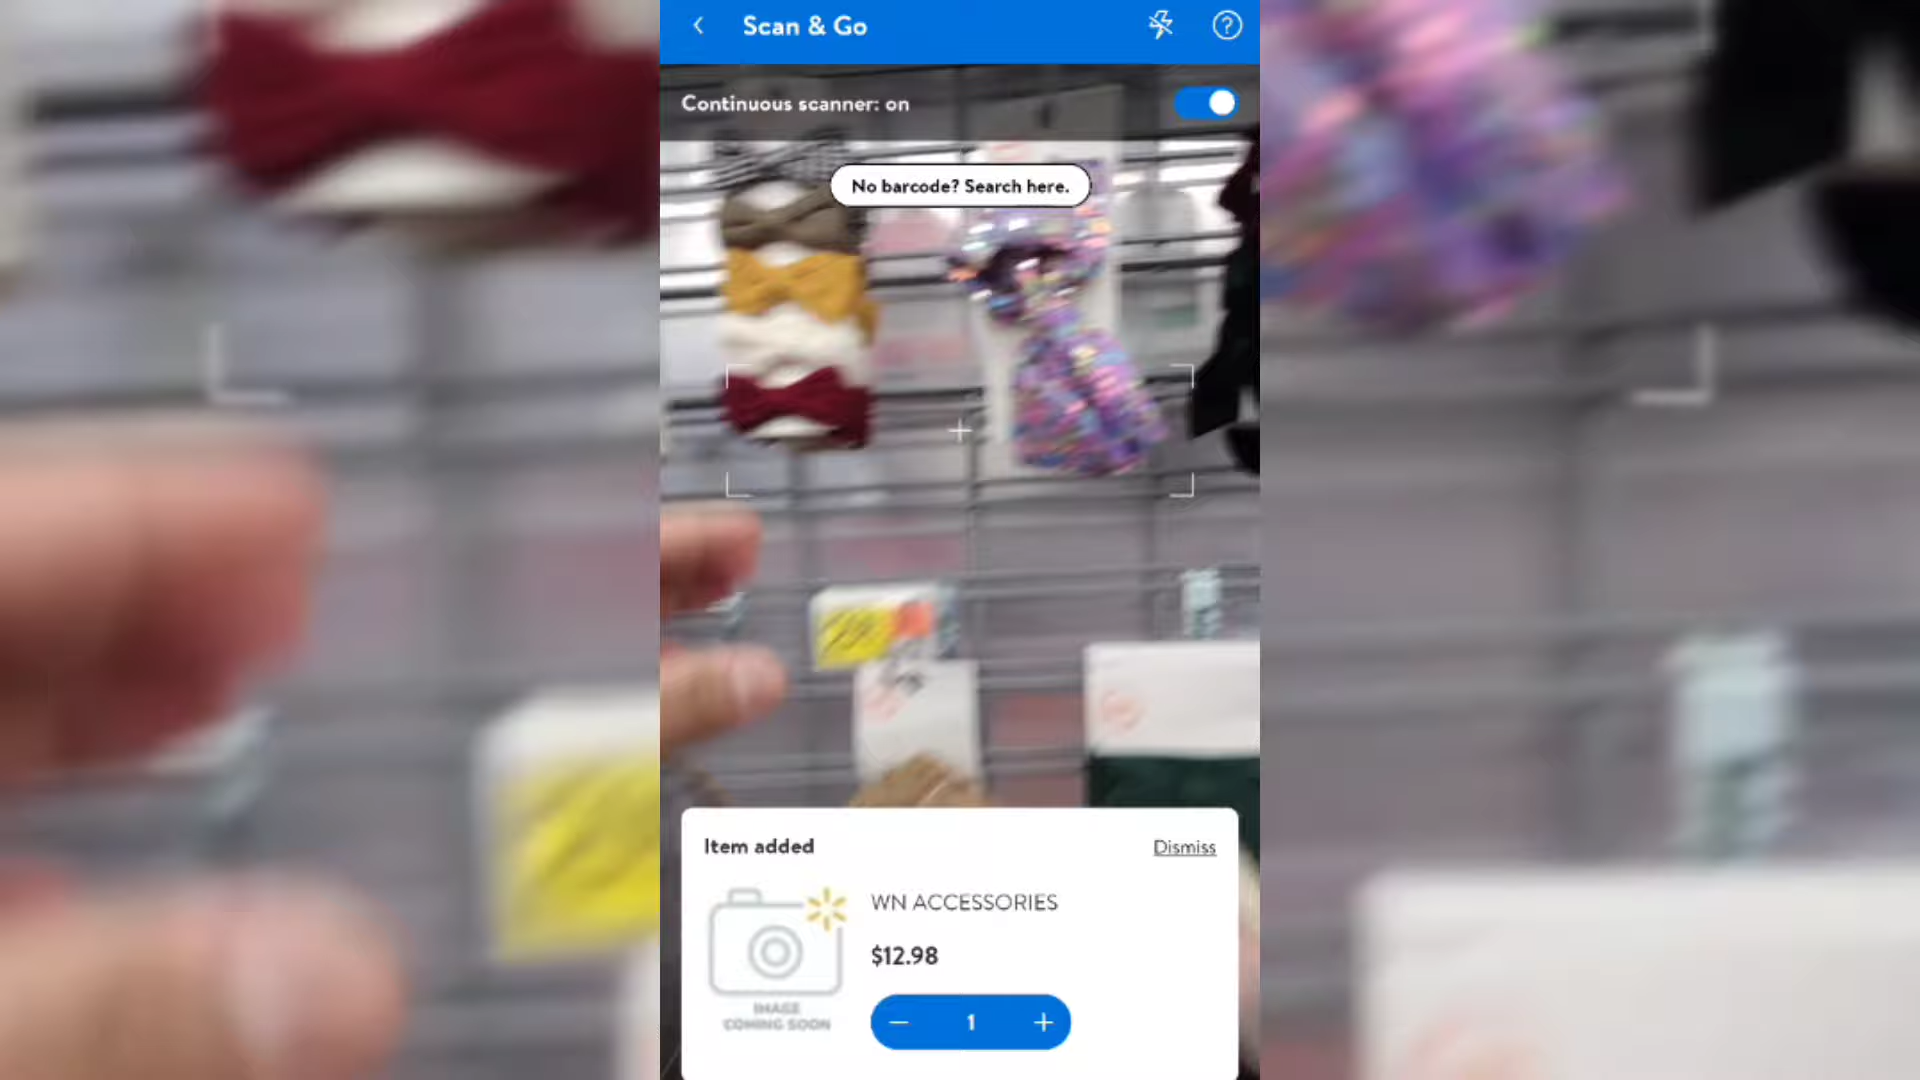 Scan & Go
Continuous scanner: on
No barcode? Search here.
Item added
Dismiss
WN ACCESSORIES
$12.98
IMAGE
COMING SOON
1